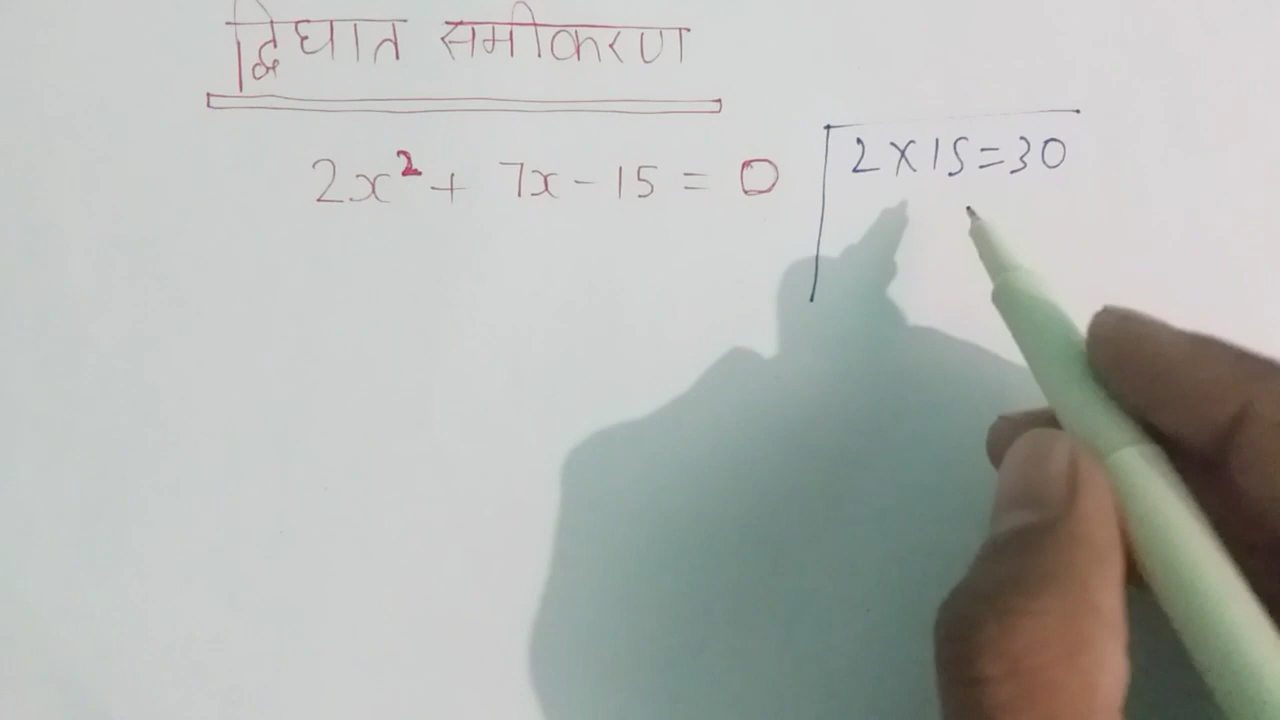 द्विघात समीकरण
2x² + 7x - 15 = 0
2 × 15 = 30